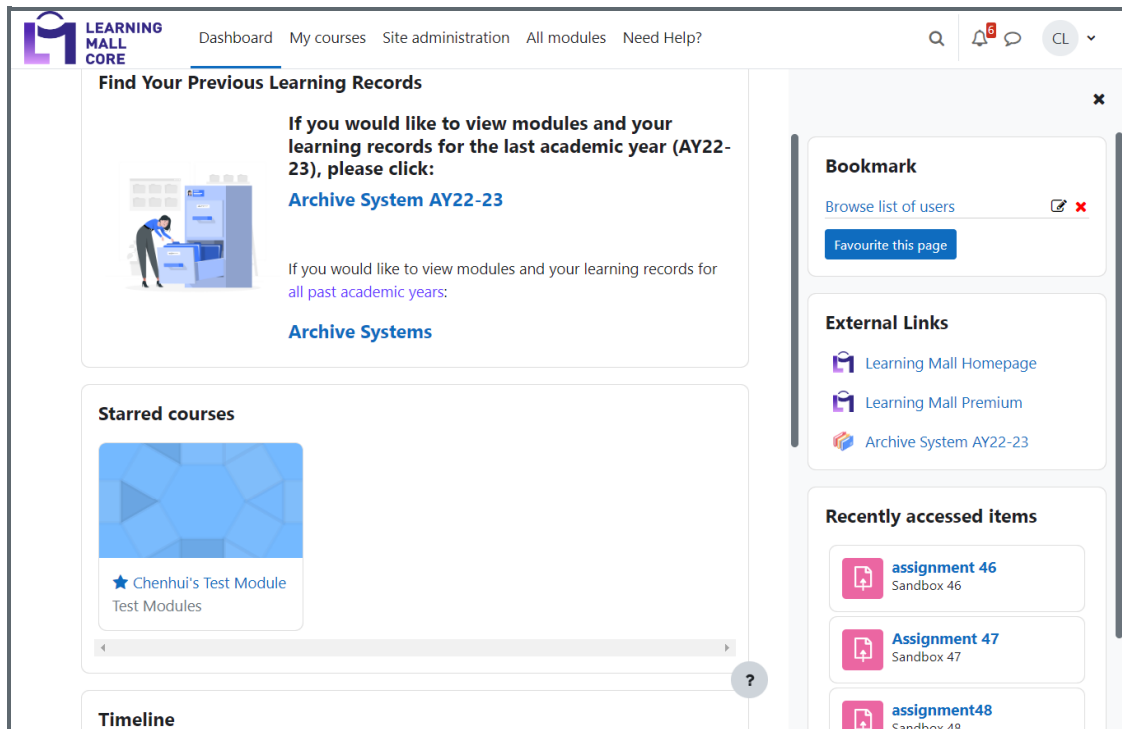 LEARNING
MALL
CORE
Dashboard My courses Site administration All modules Need Help?
6
CL
Find Your Previous Learning Records
If you would like to view modules and your
learning records for the last academic year (AY22-
23), please click:
Archive System AY22-23
If you would like to view modules and your learning records for
all past academic years:
Archive Systems
Starred courses
Chenhui's Test Module
Test Modules
?
Timeline
Bookmark
Browse list of users
Favourite this page
External Links
Learning Mall Homepage
Learning Mall Premium
Archive System AY22-23
Recently accessed items
assignment 46
Sandbox 46
Assignment 47
Sandbox 47
assignment48
Sandbox 48